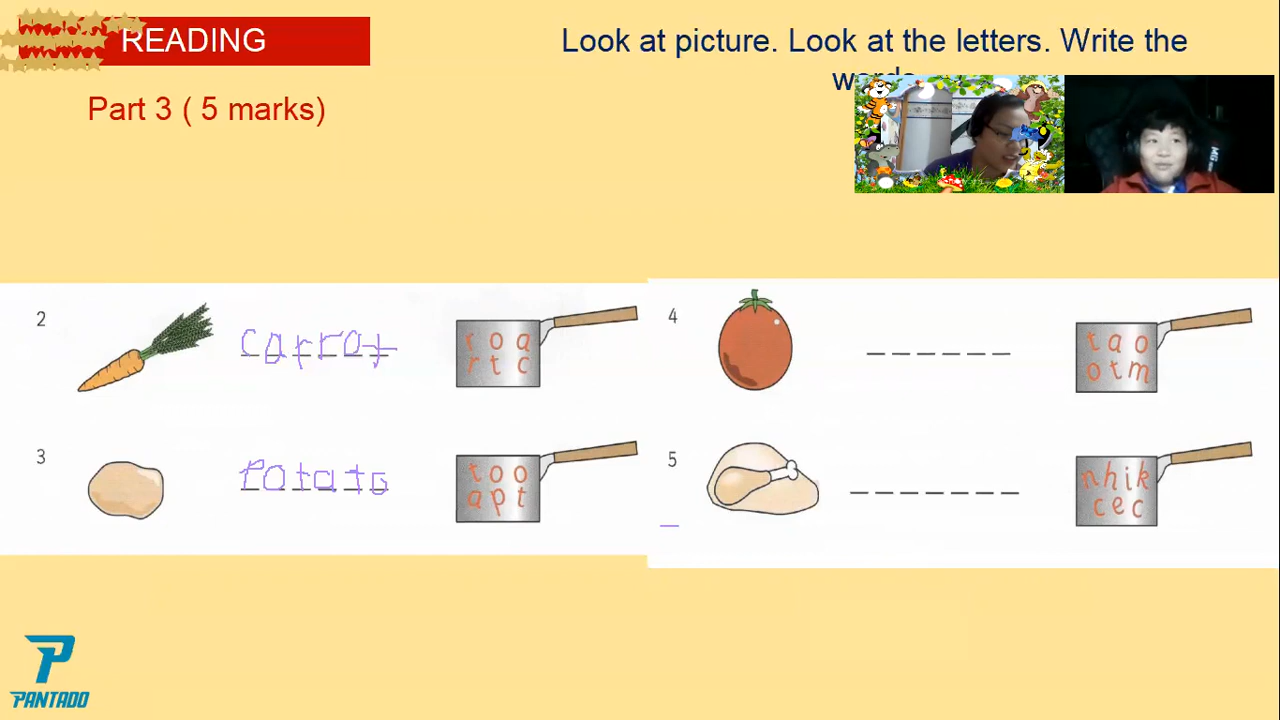 READING
Look at picture. Look at the letters. Write the
words
Part 3 ( 5 marks)
2
carrot
r o a
r t c
3
Potato
t o o
a p t
4
t a o
o t m
5
n h i k
c e c
PANTADO